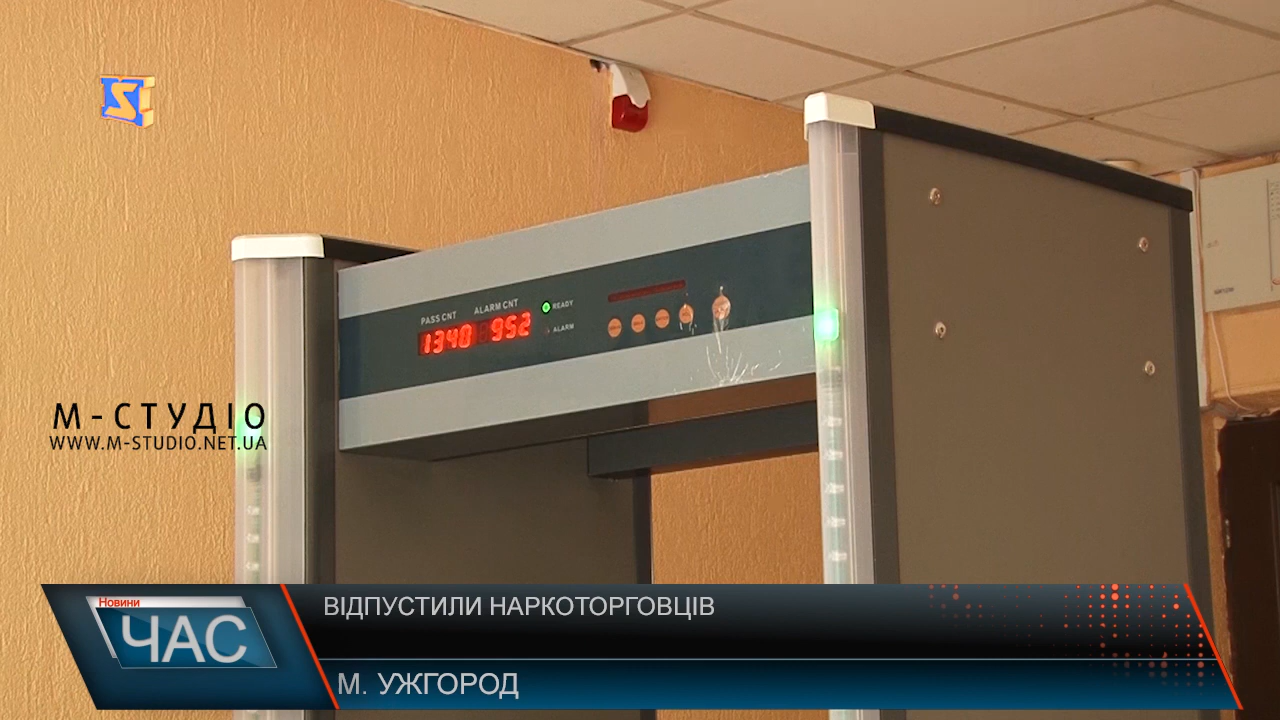 PASS CNT
ALARM CNT
READY
1340
952
ALARM
М-СТУДІО
WWW.M-STUDIO.NET.UA
Новини
ЧАС
ВІДПУСТИЛИ НАРКОТОРГОВЦІВ
М. УЖГОРОД